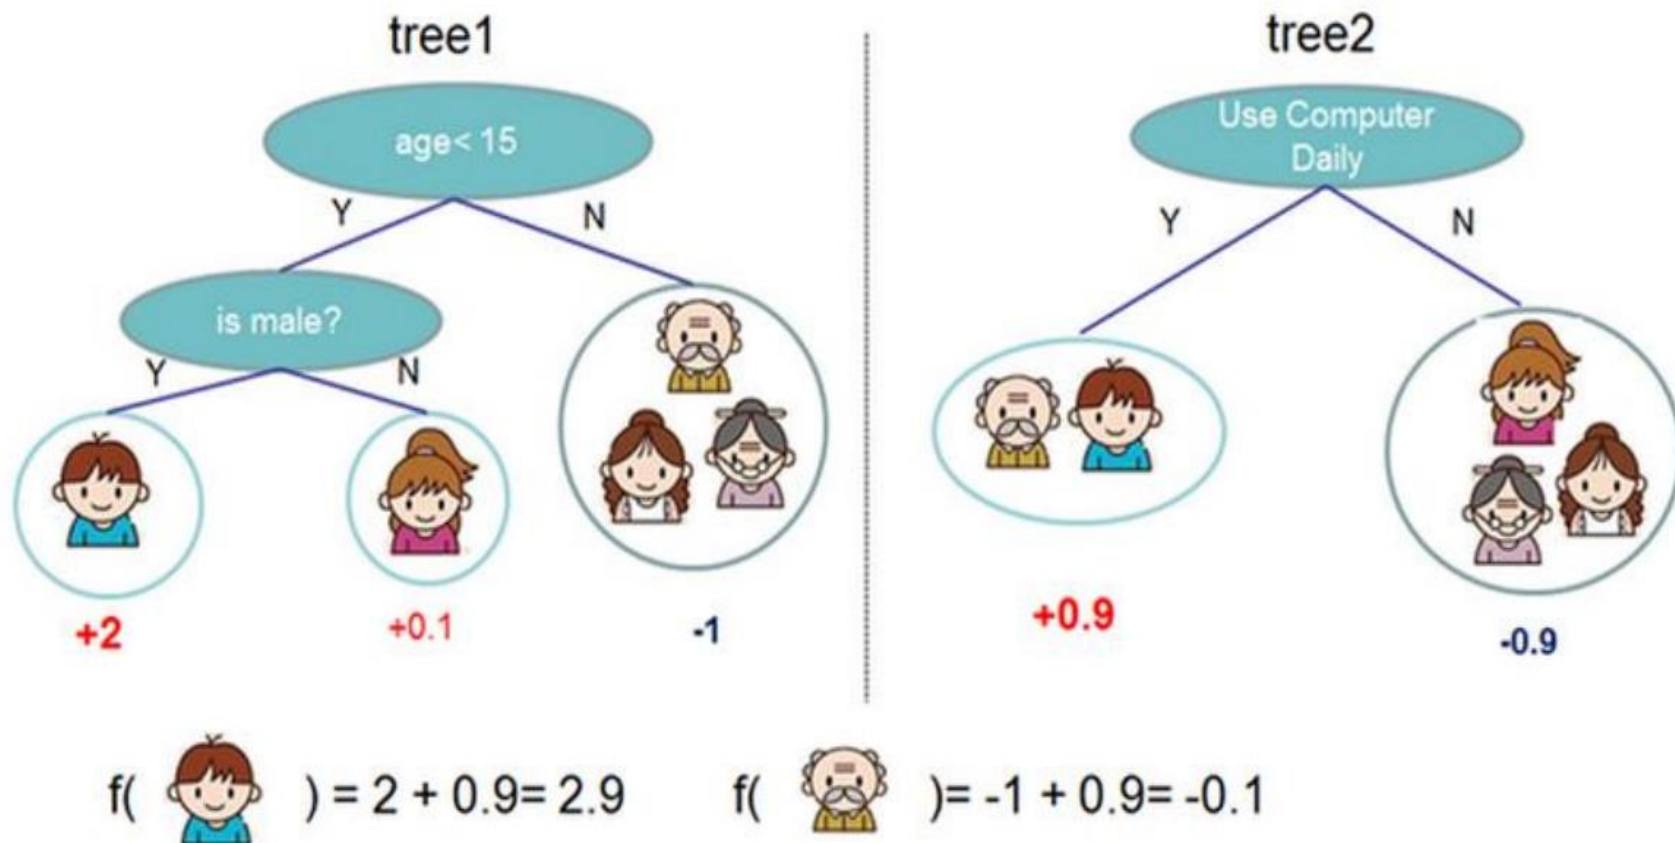 tree1
age< 15
Y
N
is male?
Y
N
+2
+0.1
-1
tree2
Use Computer
Daily
Y
N
+0.9
-0.9
f( ) = 2 + 0.9= 2.9
f( )= -1 + 0.9= -0.1